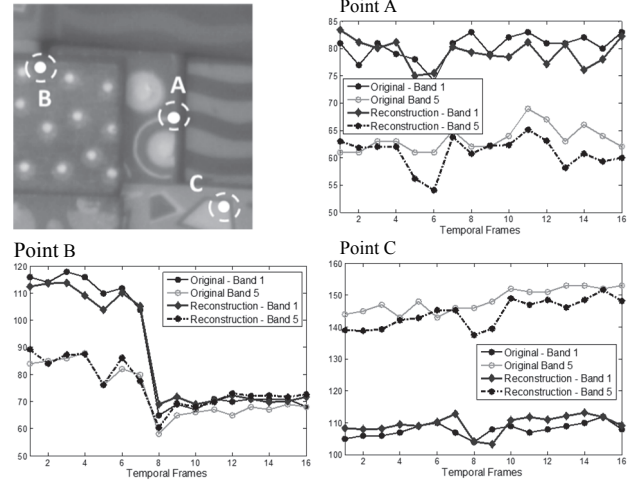 A
B
C
Point A
85
80
75
70
65
60
55
50
2 4 6 8 10 12 14 16
Temporal Frames
Original - Band 1
Original Band 5
Reconstruction - Band 1
Reconstruction - Band 5
Point B
120
110
100
90
80
70
60
50
2 4 6 8 10 12 14 16
Temporal Frames
Original - Band 1
Original Band 5
Reconstruction - Band 1
Reconstruction - Band 5
Point C
160
150
140
130
120
110
100
2 4 6 8 10 12 14 16
Temporal Frames
Original - Band 1
Original Band 5
Reconstruction - Band 1
Reconstruction - Band 5